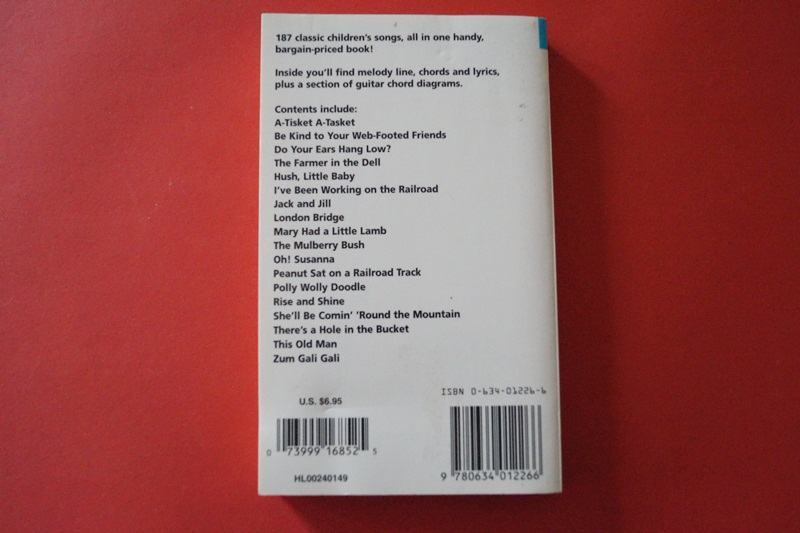 187 classic children's songs, all in one handy,
bargain-priced book!
Inside you'll find melody line, chords and lyrics,
plus a section of guitar chord diagrams.
Contents include:
A-Tisket A-Tasket
Be Kind to Your Web-Footed Friends
Do Your Ears Hang Low?
The Farmer in the Dell
Hush, Little Baby
I've Been Working on the Railroad
Jack and Jill
London Bridge
Mary Had a Little Lamb
The Mulberry Bush
Oh! Susanna
Peanut Sat on a Railroad Track
Polly Wolly Doodle
Rise and Shine
She'll Be Comin' 'Round the Mountain
There's a Hole in the Bucket
This Old Man
Zum Gali Gali
U.S. $6.95
0 73999 16852 5
HL00240149
ISBN 0-634-01226-6
9 780634 012266